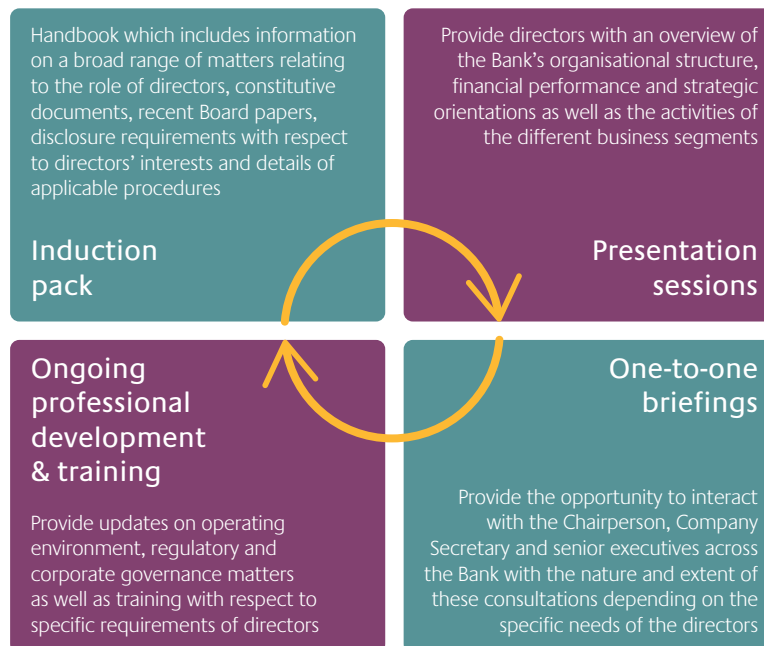 Handbook which includes information
on a broad range of matters relating
to the role of directors, constitutive
documents, recent Board papers,
disclosure requirements with respect
to directors’ interests and details of
applicable procedures
Induction
pack
Provide directors with an overview of
the Bank’s organisational structure,
financial performance and strategic
orientations as well as the activities of
the different business segments
Presentation
sessions
Ongoing
professional
development
& training
Provide updates on operating
environment, regulatory and
corporate governance matters
as well as training with respect to
specific requirements of directors
One-to-one
briefings
Provide the opportunity to interact
with the Chairperson, Company
Secretary and senior executives across
the Bank with the nature and extent of
these consultations depending on the
specific needs of the directors